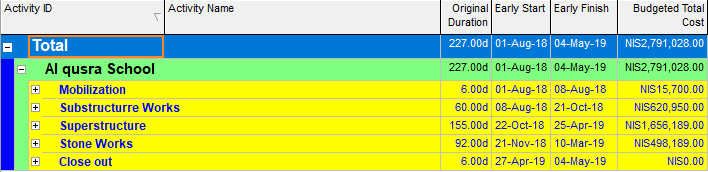 Activity ID Activity Name Original Duration Early Start Early Finish Budgeted Total Cost
Total 227.00d 01-Aug-18 04-May-19 NIS2,791,028.00
Al qusra School 227.00d 01-Aug-18 04-May-19 NIS2,791,028.00
Mobilization 6.00d 01-Aug-18 08-Aug-18 NIS15,700.00
Substructurre Works 60.00d 08-Aug-18 21-Oct-18 NIS620,950.00
Superstructure 155.00d 22-Oct-18 25-Apr-19 NIS1,656,189.00
Stone Works 92.00d 21-Nov-18 10-Mar-19 NIS498,189.00
Close out 6.00d 27-Apr-19 04-May-19 NIS0.00